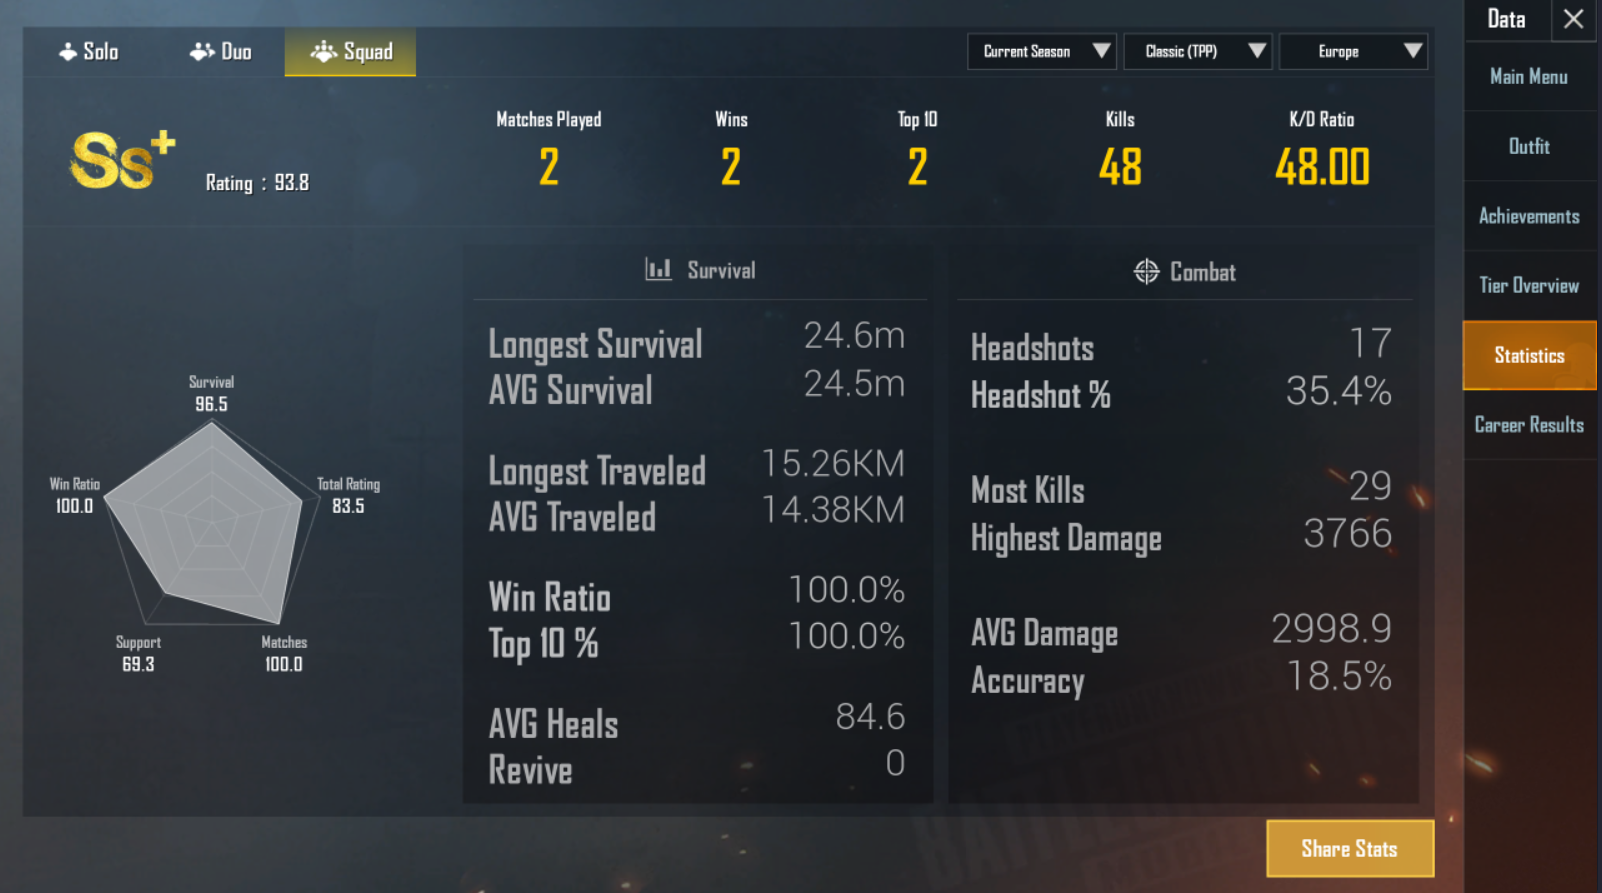 Solo Duo Squad Current Season Classic (TPP) Europe
Data
Main Menu
Outfit
Achievements
Tier Overview
Statistics
Career Results
Ss+
Rating : 93.8
Matches Played Wins Top 10 Kills K/D Ratio
2 2 2 48 48.00
Survival
96.5
Win Ratio
100.0
Total Rating
83.5
Support
69.3
Matches
100.0
Survival
Longest Survival 24.6m
AVG Survival 24.5m
Longest Traveled 15.26KM
AVG Traveled 14.38KM
Win Ratio 100.0%
Top 10 % 100.0%
AVG Heals 84.6
Revive 0
Combat
Headshots 17
Headshot % 35.4%
Most Kills 29
Highest Damage 3766
AVG Damage 2998.9
Accuracy 18.5%
Share Stats